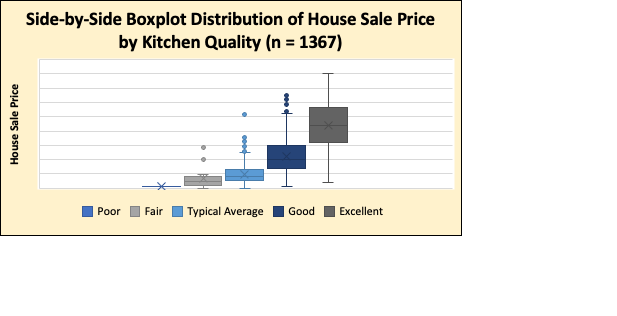 Side-by-Side Boxplot Distribution of House Sale Price
by Kitchen Quality (n = 1367)
House Sale Price
Poor Fair Typical Average Good Excellent